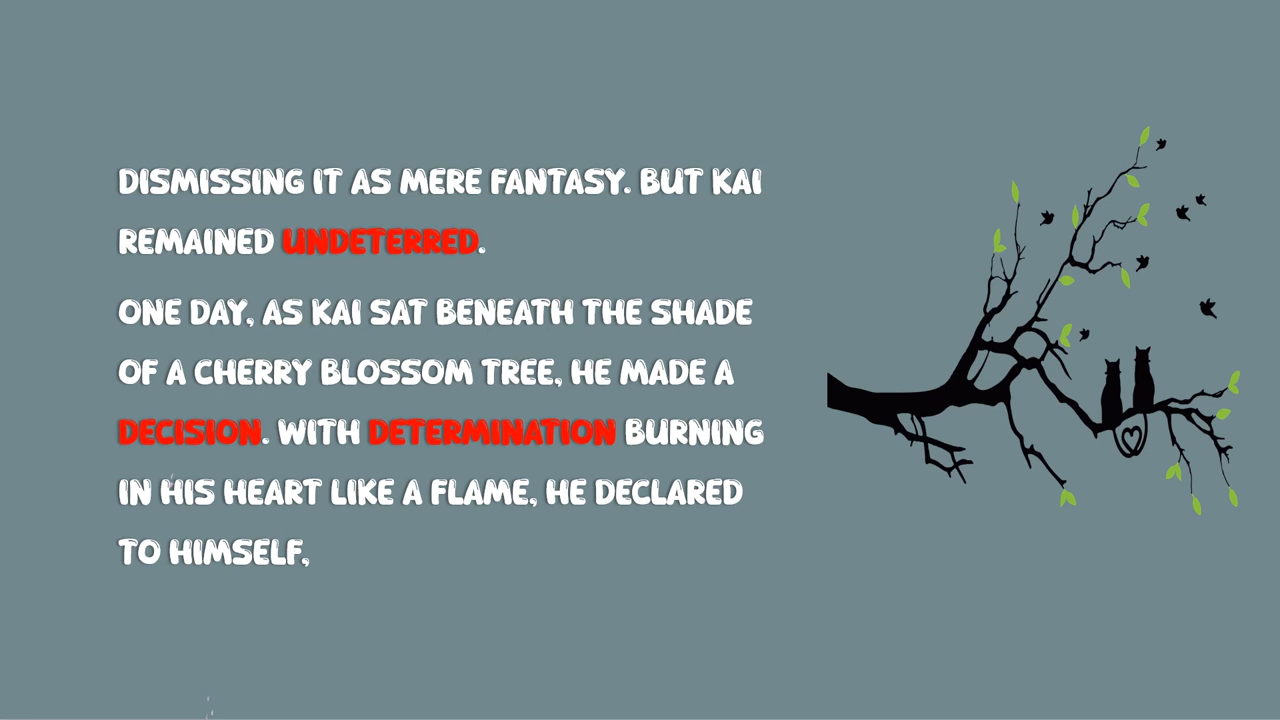 DISMISSING IT AS MERE FANTASY. BUT KAI
REMAINED UNDETERRED.
ONE DAY, AS KAI SAT BENEATH THE SHADE
OF A CHERRY BLOSSOM TREE, HE MADE A
DECISION. WITH DETERMINATION BURNING
IN HIS HEART LIKE A FLAME, HE DECLARED
TO HIMSELF,